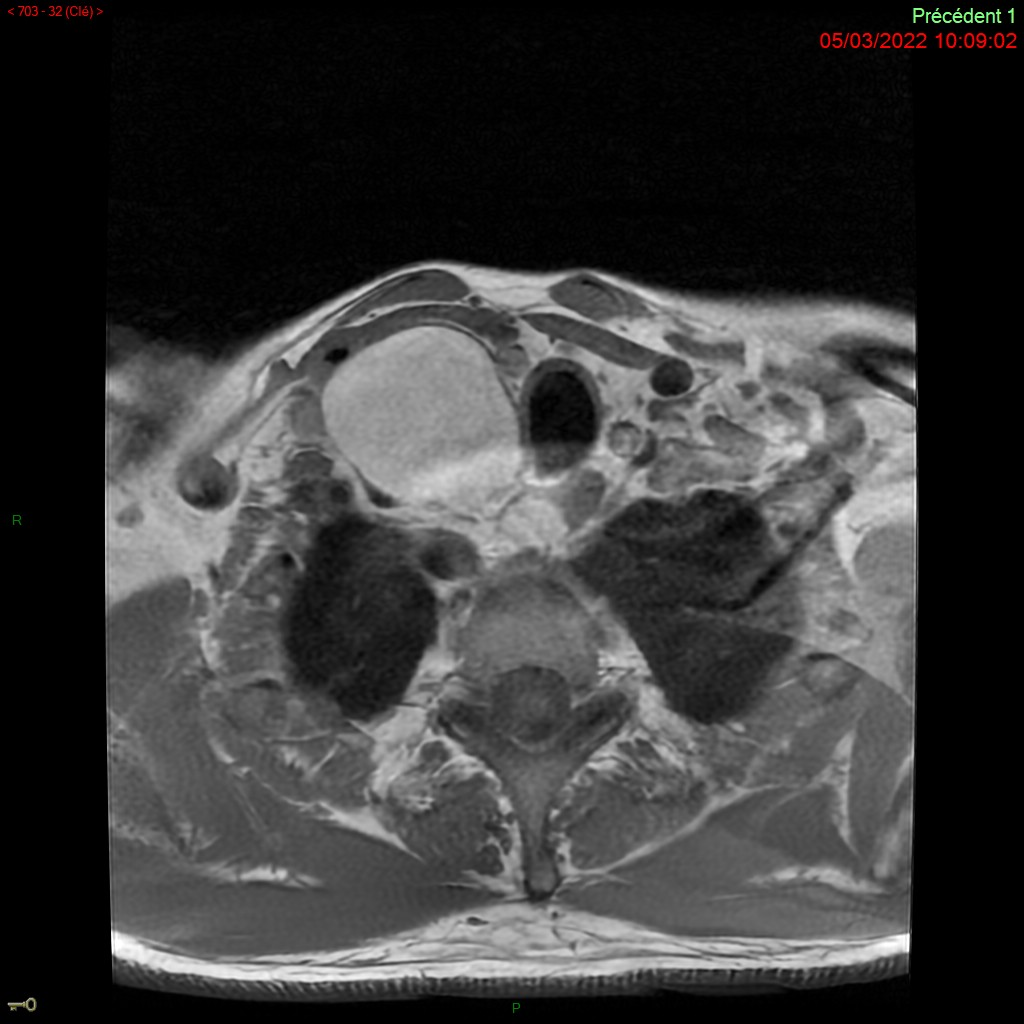 < 703 - 32 (Clé) >
Précédent 1
05/03/2022 10:09:02
R
P